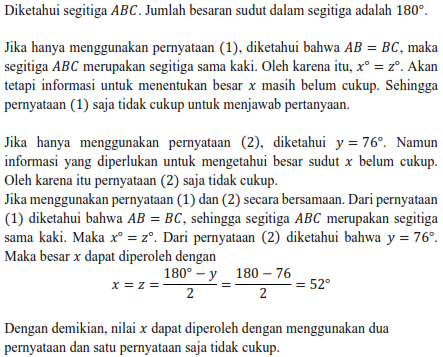 Diketahui segitiga ABC. Jumlah besaran sudut dalam segitiga adalah 180°.
Jika hanya menggunakan pernyataan (1), diketahui bahwa AB = BC, maka
segitiga ABC merupakan segitiga sama kaki. Oleh karena itu, x° = z°. Akan
tetapi informasi untuk menentukan besar x masih belum cukup. Sehingga
pernyataan (1) saja tidak cukup untuk menjawab pertanyaan.
Jika hanya menggunakan pernyataan (2), diketahui y = 76°. Namun
informasi yang diperlukan untuk mengetahui besar sudut x belum cukup.
Oleh karena itu pernyataan (2) saja tidak cukup.
Jika menggunakan pernyataan (1) dan (2) secara bersamaan. Dari pernyataan
(1) diketahui bahwa AB = BC, sehingga segitiga ABC merupakan segitiga
sama kaki. Maka x° = z°. Dari pernyataan (2) diketahui bahwa y = 76°.
Maka besar x dapat diperoleh dengan
x = z = (180° − y)/2 = (180 − 76)/2 = 52°
Dengan demikian, nilai x dapat diperoleh dengan menggunakan dua
pernyataan dan satu pernyataan saja tidak cukup.